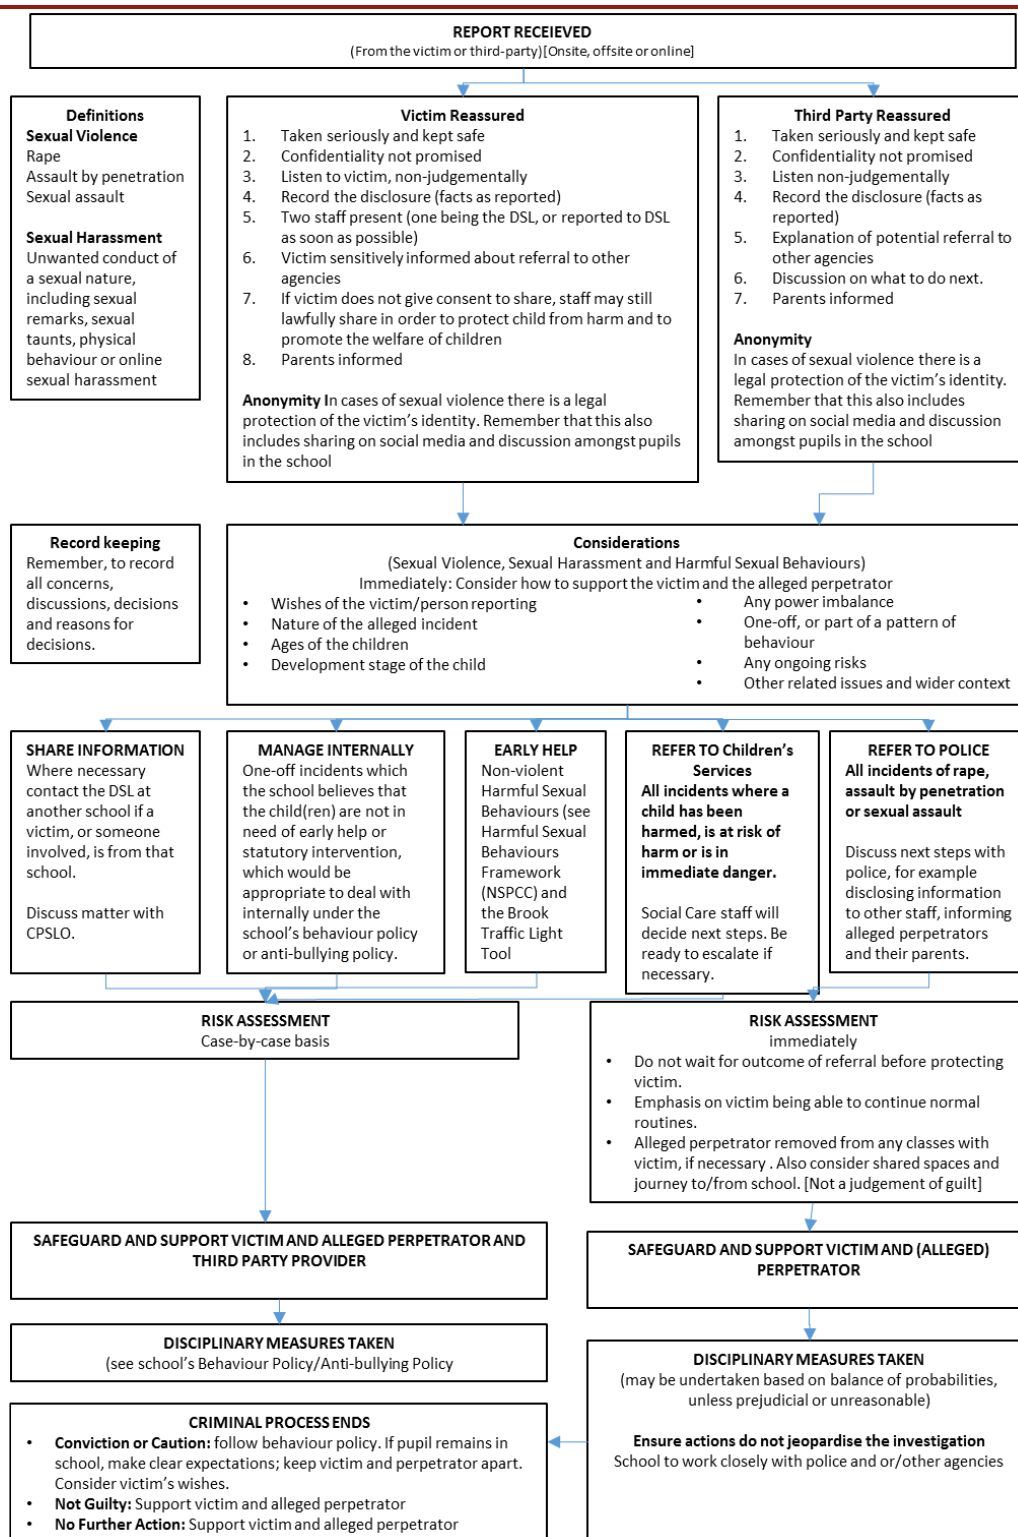 REPORT RECEIEVED
(From the victim or third-party)[Onsite, offsite or online]
Definitions
Sexual Violence
Rape
Assault by penetration
Sexual assault
Sexual Harassment
Unwanted conduct of
a sexual nature,
including sexual
remarks, sexual
taunts, physical
behaviour or online
sexual harassment
Victim Reassured
1. Taken seriously and kept safe
2. Confidentiality not promised
3. Listen to victim, non-judgementally
4. Record the disclosure (facts as reported)
5. Two staff present (one being the DSL, or reported to DSL
as soon as possible)
6. Victim sensitively informed about referral to other
agencies
7. If victim does not give consent to share, staff may still
lawfully share in order to protect child from harm and to
promote the welfare of children
8. Parents informed
Anonymity In cases of sexual violence there is a legal
protection of the victim's identity. Remember that this also
includes sharing on social media and discussion amongst pupils
in the school
Third Party Reassured
1. Taken seriously and kept safe
2. Confidentiality not promised
3. Listen non-judgementally
4. Record the disclosure (facts as
reported)
5. Explanation of potential referral to
other agencies
6. Discussion on what to do next.
7. Parents informed
Anonymity
In cases of sexual violence there is a
legal protection of the victim's identity.
Remember that this also includes
sharing on social media and discussion
amongst pupils in the school
Record keeping
Remember, to record
all concerns,
discussions, decisions
and reasons for
decisions.
Considerations
(Sexual Violence, Sexual Harassment and Harmful Sexual Behaviours)
Immediately: Consider how to support the victim and the alleged perpetrator
• Wishes of the victim/person reporting
• Nature of the alleged incident
• Ages of the children
• Development stage of the child
• Any power imbalance
• One-off, or part of a pattern of
behaviour
• Any ongoing risks
• Other related issues and wider context
SHARE INFORMATION
Where necessary
contact the DSL at
another school if a
victim, or someone
involved, is from that
school.
Discuss matter with
CPSLO.
MANAGE INTERNALLY
One-off incidents which
the school believes that
the child(ren) are not in
need of early help or
statutory intervention,
which would be
appropriate to deal with
internally under the
school's behaviour policy
or anti-bullying policy.
EARLY HELP
Non-violent
Harmful Sexual
Behaviours (see
Harmful Sexual
Behaviours
Framework
(NSPCC) and
the Brook
Traffic Light
Tool
REFER TO Children's
Services
All incidents where a
child has been
harmed, is at risk of
harm or is in
immediate danger.
Social Care staff will
decide next steps. Be
ready to escalate if
necessary.
REFER TO POLICE
All incidents of rape,
assault by penetration
or sexual assault
Discuss next steps with
police, for example
disclosing information
to other staff, informing
alleged perpetrators
and their parents.
RISK ASSESSMENT
Case-by-case basis
RISK ASSESSMENT
immediately
• Do not wait for outcome of referral before protecting
victim.
• Emphasis on victim being able to continue normal
routines.
• Alleged perpetrator removed from any classes with
victim, if necessary . Also consider shared spaces and
journey to/from school. [Not a judgement of guilt]
SAFEGUARD AND SUPPORT VICTIM AND ALLEGED PERPETRATOR AND
THIRD PARTY PROVIDER
SAFEGUARD AND SUPPORT VICTIM AND (ALLEGED)
PERPETRATOR
DISCIPLINARY MEASURES TAKEN
(see school's Behaviour Policy/Anti-bullying Policy
DISCIPLINARY MEASURES TAKEN
(may be undertaken based on balance of probabilities,
unless prejudicial or unreasonable)
Ensure actions do not jeopardise the investigation
School to work closely with police and or/other agencies
CRIMINAL PROCESS ENDS
• Conviction or Caution: follow behaviour policy. If pupil remains in
school, make clear expectations; keep victim and perpetrator apart.
Consider victim's wishes.
• Not Guilty: Support victim and alleged perpetrator
• No Further Action: Support victim and alleged perpetrator